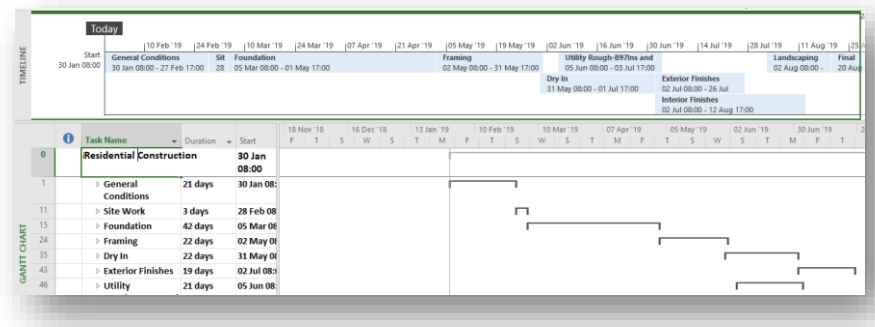 Today
10 Feb '19 24 Feb '19 10 Mar '19 24 Mar '19 07 Apr '19 21 Apr '19 05 May '19 19 May '19 02 Jun '19 16 Jun '19 30 Jun '19 14 Jul '19 28 Jul '19 11 Aug '19
TIMELINE
Start
30 Jan 08:00
General Conditions
30 Jan 08:00 - 27 Feb 17:00
Sit
28
Foundation
05 Mar 08:00 - 01 May 17:00
Framing
02 May 08:00 - 31 May 17:00
Utility Rough-B97Ins and
05 Jun 08:00 - 03 Jul 17:00
Landscaping
02 Aug 08:00 -
Final
20 Aug
Dry In
31 May 08:00 - 01 Jul 17:00
Exterior Finishes
02 Jul 08:00 - 26 Jul
Interior Finishes
02 Jul 08:00 - 12 Aug 17:00
Task Name Duration Start
18 Nov '18 16 Dec '18 13 Jan '19 10 Feb '19 10 Mar '19 07 Apr '19 05 May '19 02 Jun '19 30 Jun '19
F T S W S T M F T S W S T M F T S W S T M F T
GANTT CHART
0 Residential Construction 30 Jan
08:00
1 General
Conditions 21 days 30 Jan 08:
11 Site Work 3 days 28 Feb 08
15 Foundation 42 days 05 Mar 08
24 Framing 22 days 02 May 0
35 Dry In 22 days 31 May 0
43 Exterior Finishes 19 days 02 Jul 08:
46 Utility 21 days 05 Jun 08: